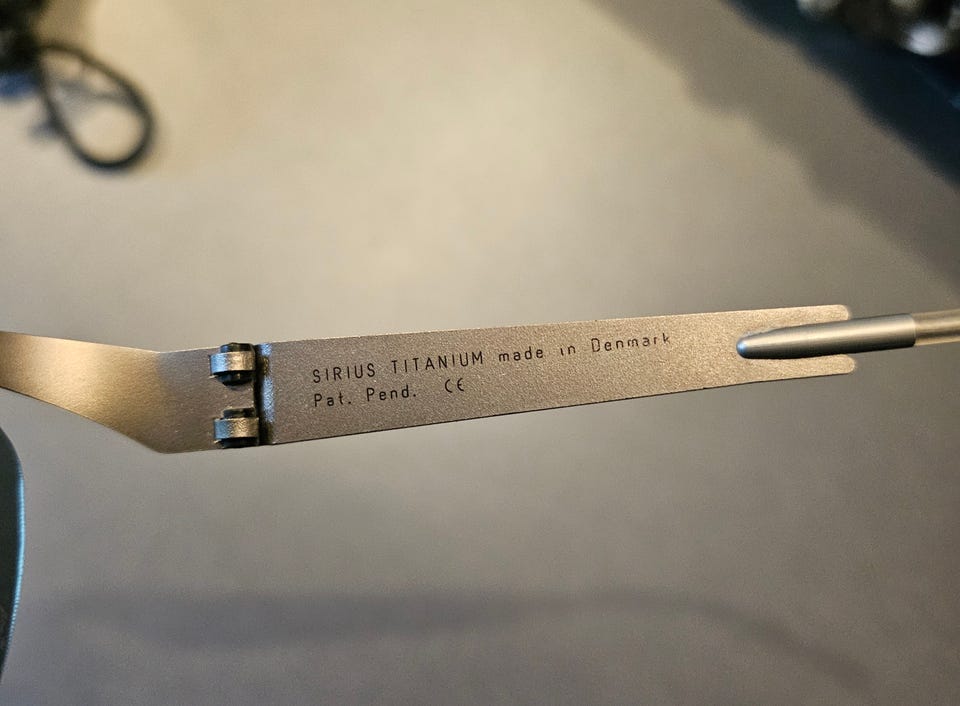 SIRIUS TITANIUM made in Denmark
Pat. Pend. CE